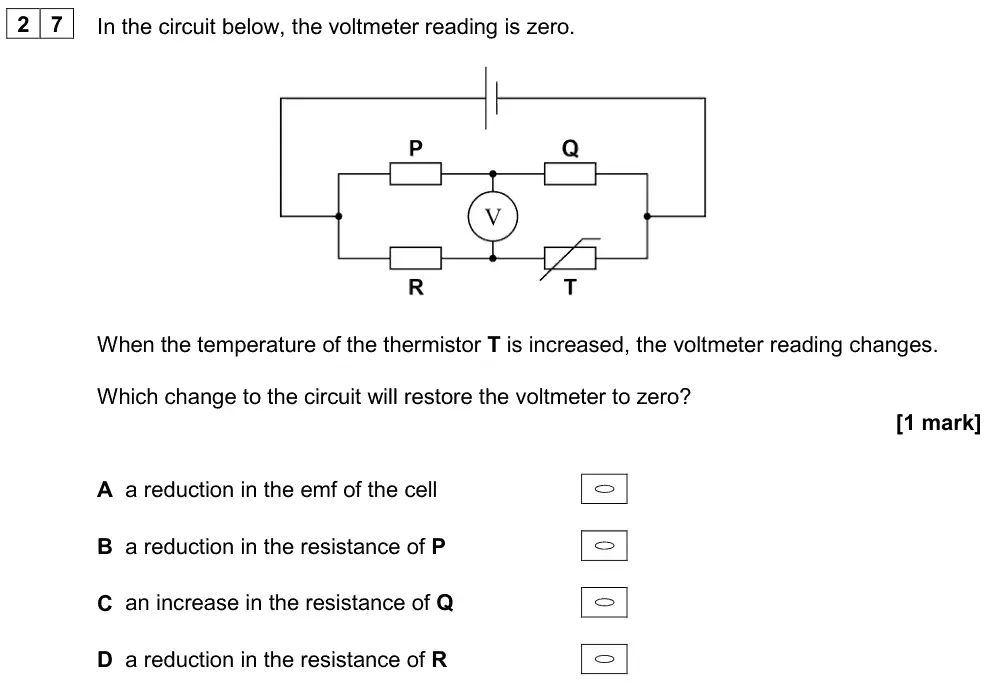 2 7 In the circuit below, the voltmeter reading is zero.
P Q
V
R T
When the temperature of the thermistor T is increased, the voltmeter reading changes.
Which change to the circuit will restore the voltmeter to zero?
[1 mark]
A a reduction in the emf of the cell
B a reduction in the resistance of P
C an increase in the resistance of Q
D a reduction in the resistance of R